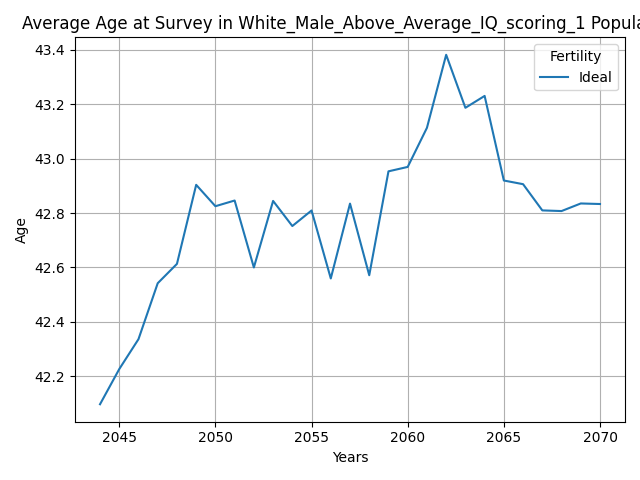 Average Age at Survey in White_Male_Above_Average_IQ_scoring_1 Popula
Fertility
Ideal
43.4
43.2
43.0
42.8
42.6
42.4
42.2
Age
2045 2050 2055 2060 2065 2070
Years